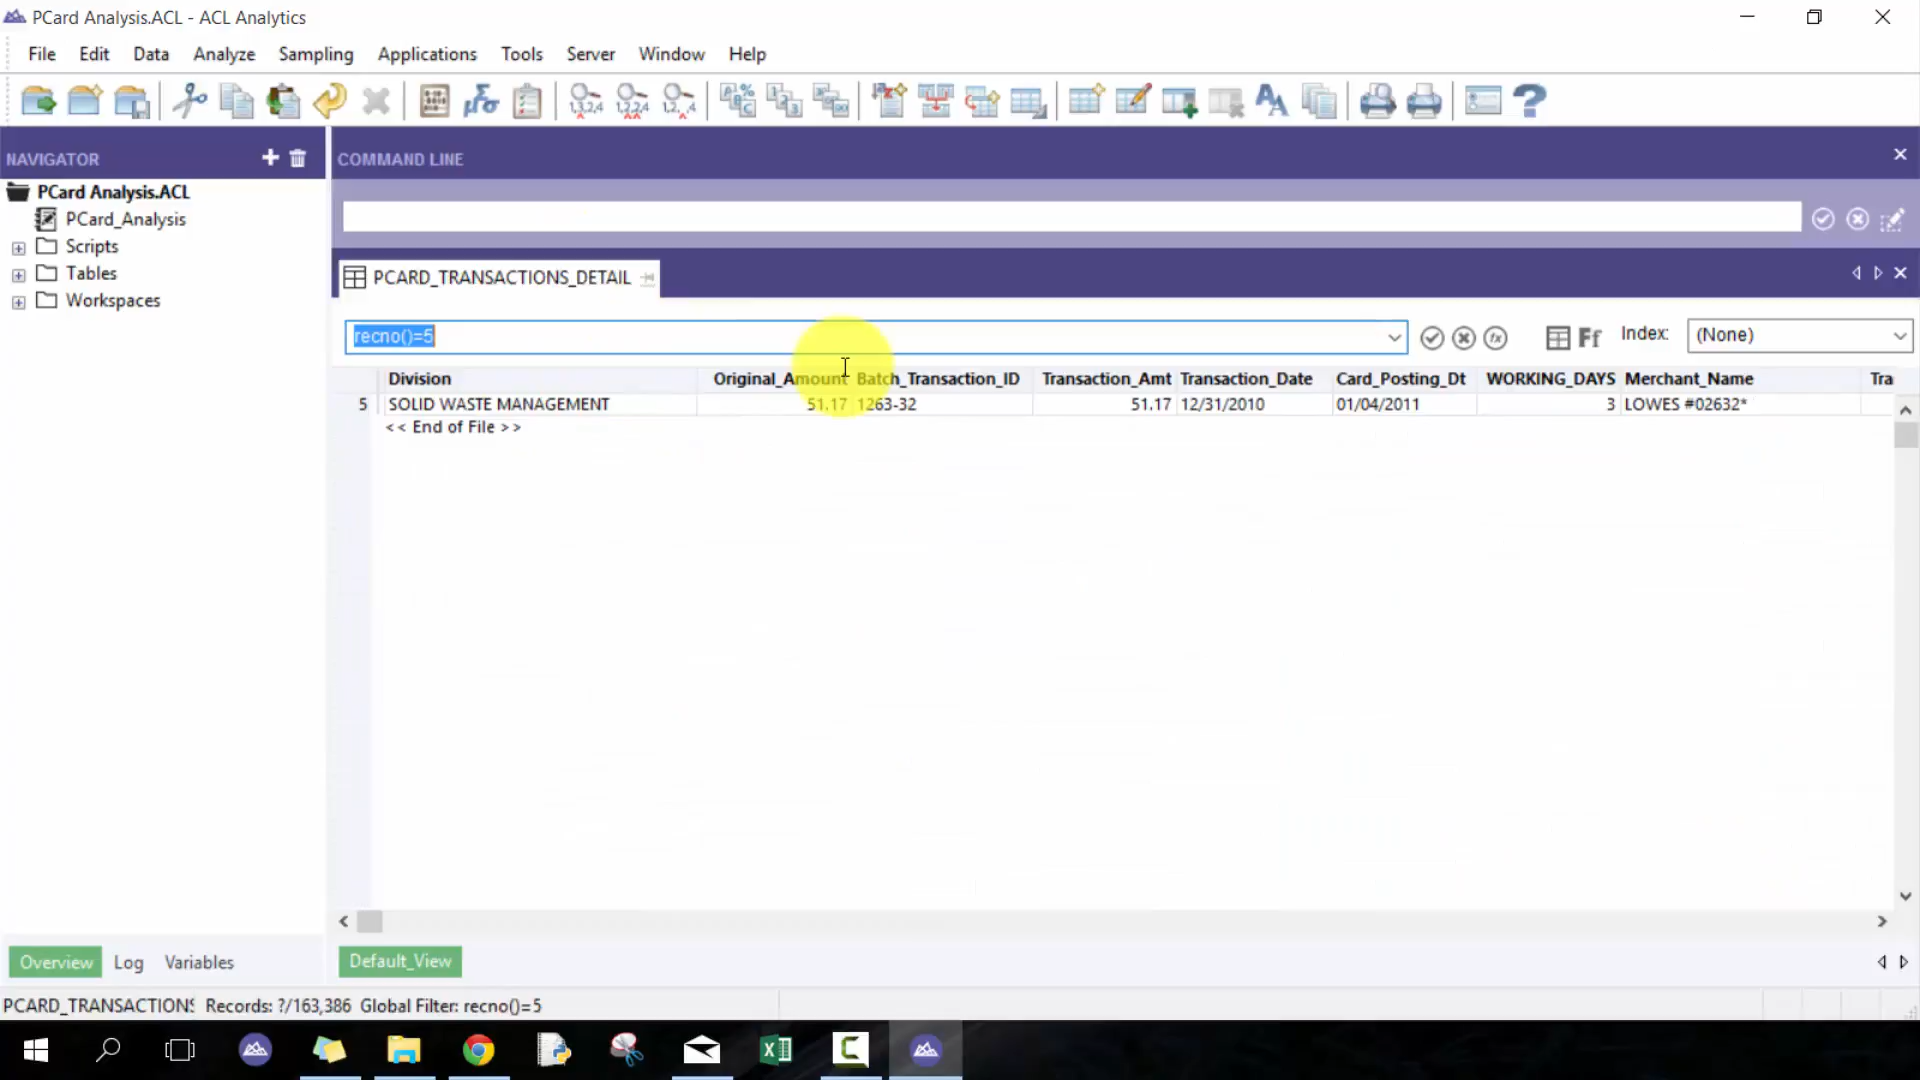 PCard Analysis.ACL - ACL Analytics
File Edit Data Analyze Sampling Applications Tools Server Window Help
NAVIGATOR
COMMAND LINE
PCard Analysis.ACL
PCard_Analysis
Scripts
Tables
Workspaces
PCARD_TRANSACTIONS_DETAIL
recno()=5
Index: (None)
Division Original_Amount Batch_Transaction_ID Transaction_Amt Transaction_Date Card_Posting_Dt WORKING_DAYS Merchant_Name Tra
5 SOLID WASTE MANAGEMENT 51.17 1263-32 51.17 12/31/2010 01/04/2011 3 LOWES #02632*
<< End of File >>
Overview Log Variables
Default_View
PCARD_TRANSACTIONS Records: ?/163,386 Global Filter: recno()=5